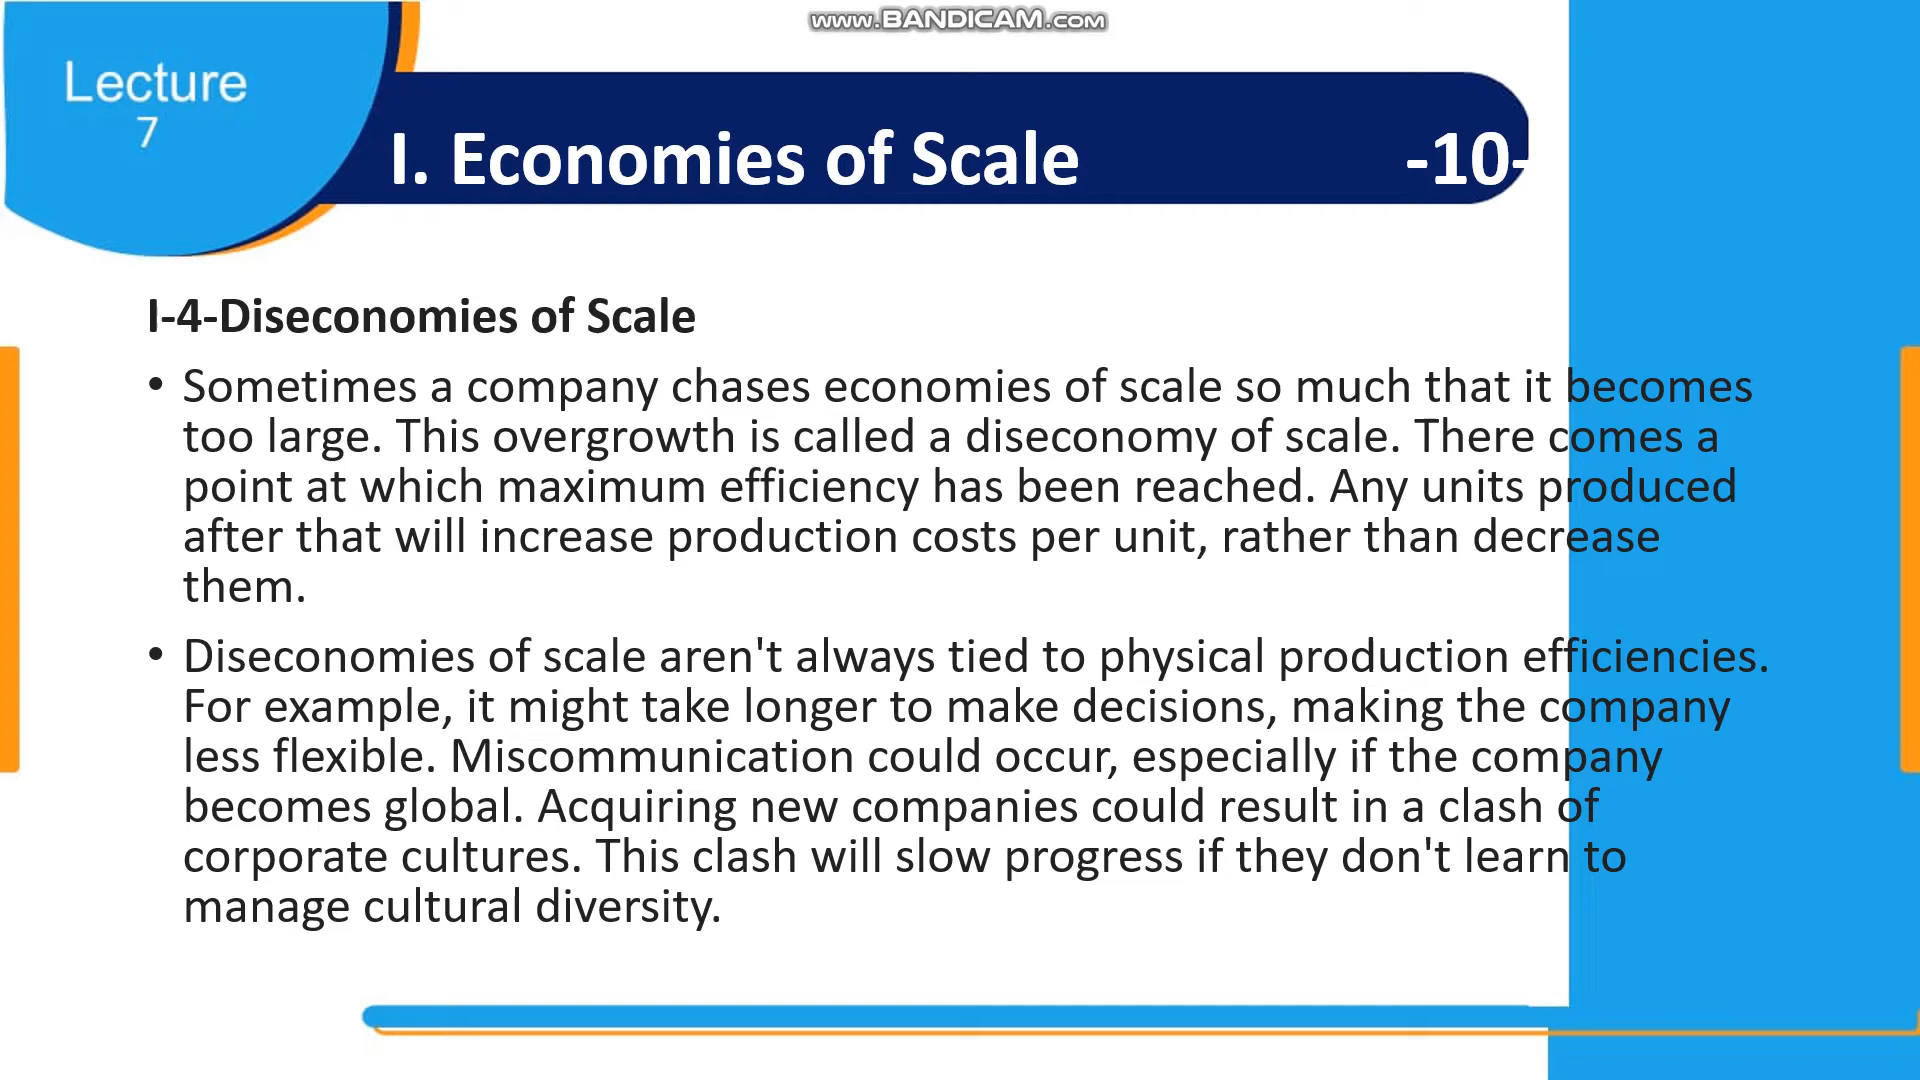 www.BANDICAM.com
Lecture
7
I. Economies of Scale -10-
I-4-Diseconomies of Scale
• Sometimes a company chases economies of scale so much that it becomes
too large. This overgrowth is called a diseconomy of scale. There comes a
point at which maximum efficiency has been reached. Any units produced
after that will increase production costs per unit, rather than decrease
them.
• Diseconomies of scale aren't always tied to physical production efficiencies.
For example, it might take longer to make decisions, making the company
less flexible. Miscommunication could occur, especially if the company
becomes global. Acquiring new companies could result in a clash of
corporate cultures. This clash will slow progress if they don't learn to
manage cultural diversity.